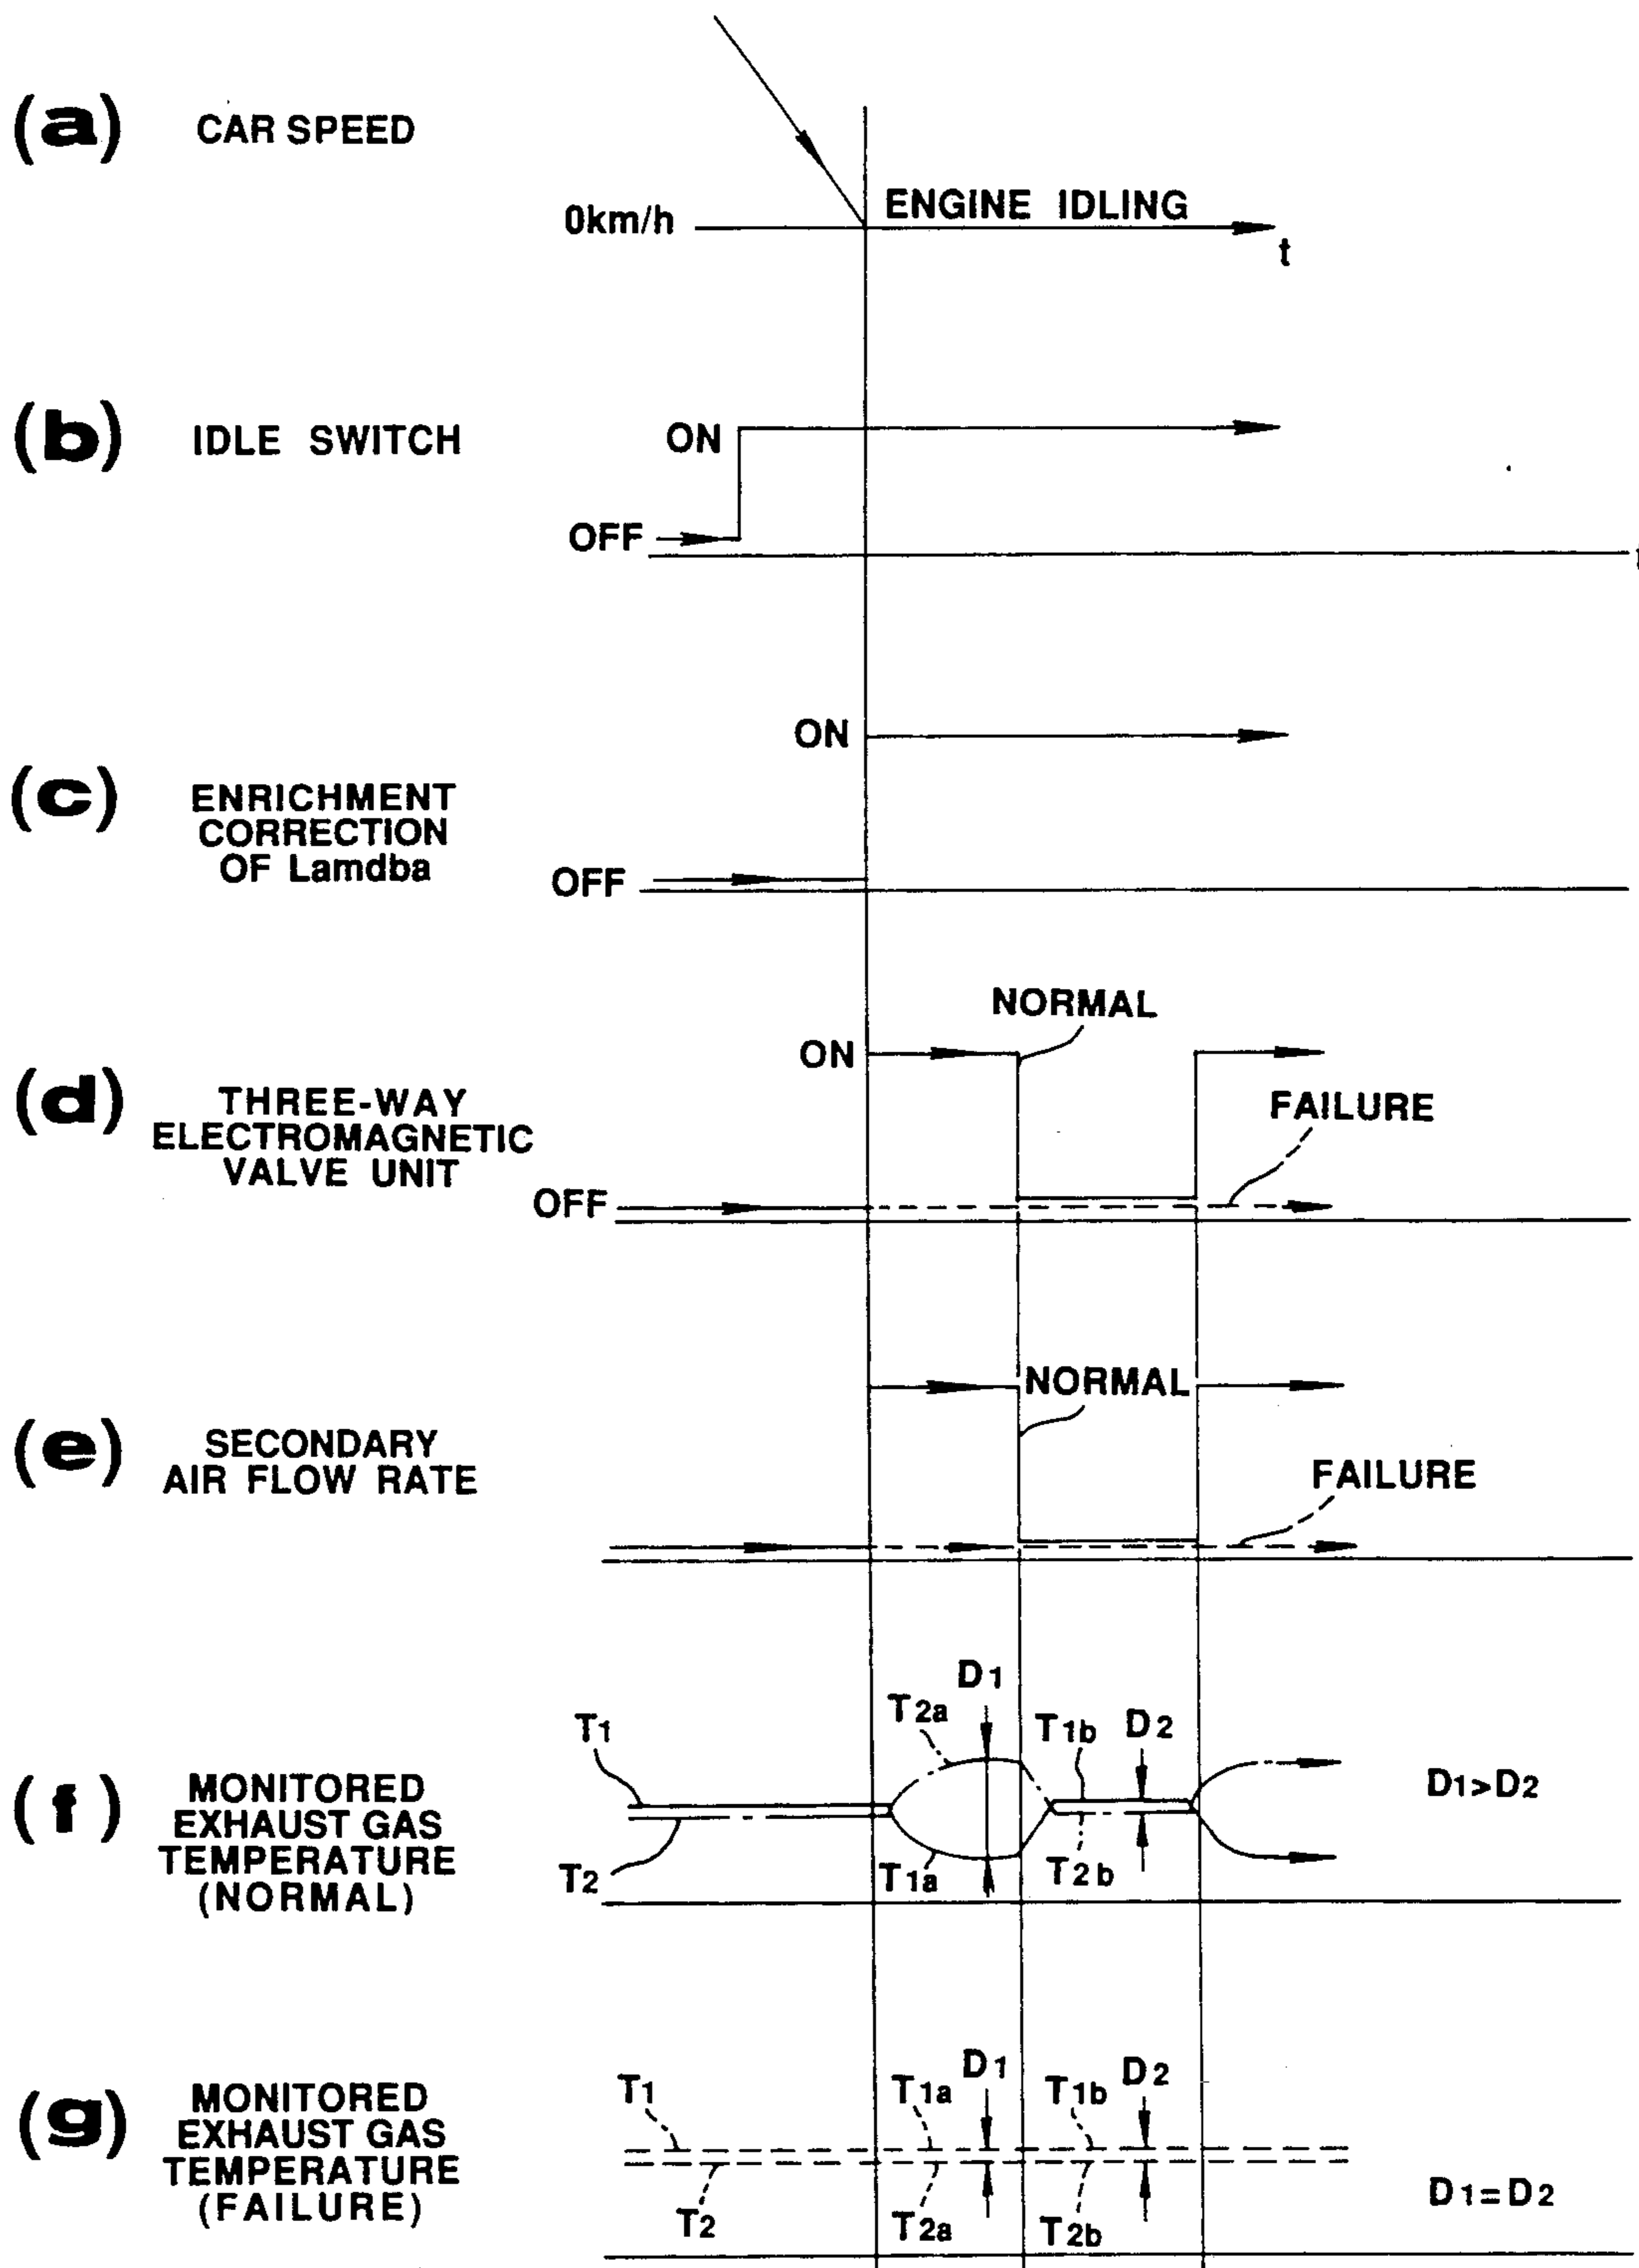 (a) CAR SPEED
0km/h
ENGINE IDLING
t
(b) IDLE SWITCH
ON
OFF
(c) ENRICHMENT
CORRECTION
OF Lamdba
ON
OFF
(d) THREE-WAY
ELECTROMAGNETIC
VALVE UNIT
ON
OFF
NORMAL
FAILURE
(e) SECONDARY
AIR FLOW RATE
NORMAL
FAILURE
(f) MONITORED
EXHAUST GAS
TEMPERATURE
(NORMAL)
T1
T2
T2a
D1
T1a
T1b
D2
T2b
D1>D2
(g) MONITORED
EXHAUST GAS
TEMPERATURE
(FAILURE)
T1
T2
T1a
D1
T2a
T1b
D2
T2b
D1=D2